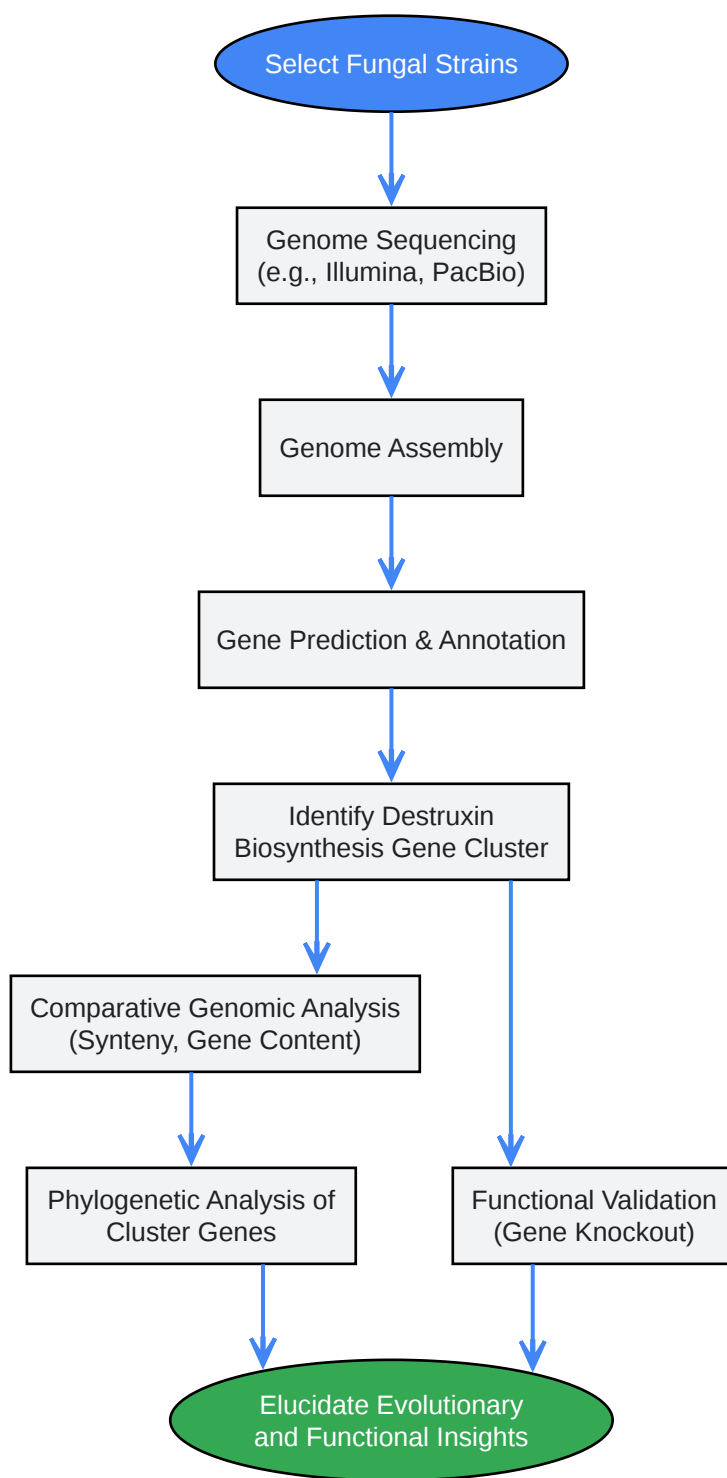 Select Fungal Strains
Genome Sequencing
(e.g., Illumina, PacBio)
Genome Assembly
Gene Prediction & Annotation
Identify Destruxin
Biosynthesis Gene Cluster
Comparative Genomic Analysis
(Synteny, Gene Content)
Phylogenetic Analysis of
Cluster Genes
Functional Validation
(Gene Knockout)
Elucidate Evolutionary
and Functional Insights